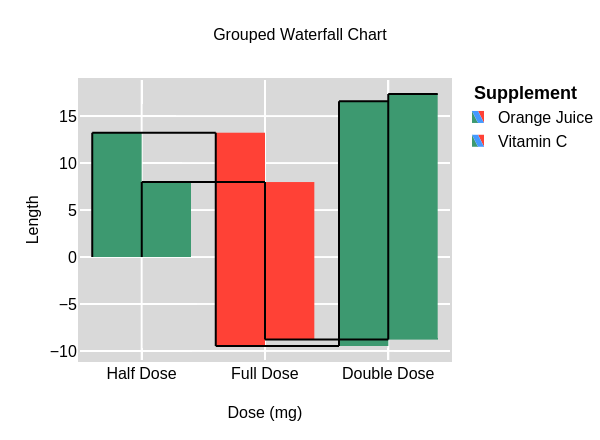 Grouped Waterfall Chart
Supplement
Orange Juice
Vitamin C
Length
15
10
5
0
−5
−10
Half Dose
Full Dose
Double Dose
Dose (mg)